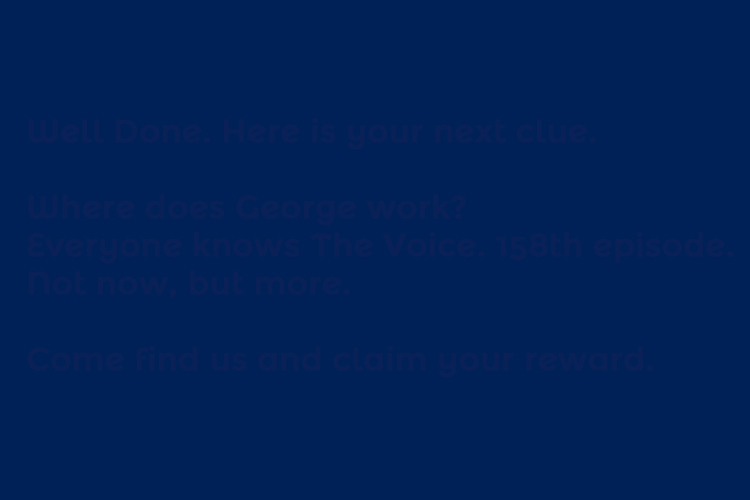 Well Done. Here is your next clue.
Where does George work?
Everyone knows The Voice. 158th episode.
Not now, but more.
Come find us and claim your reward.